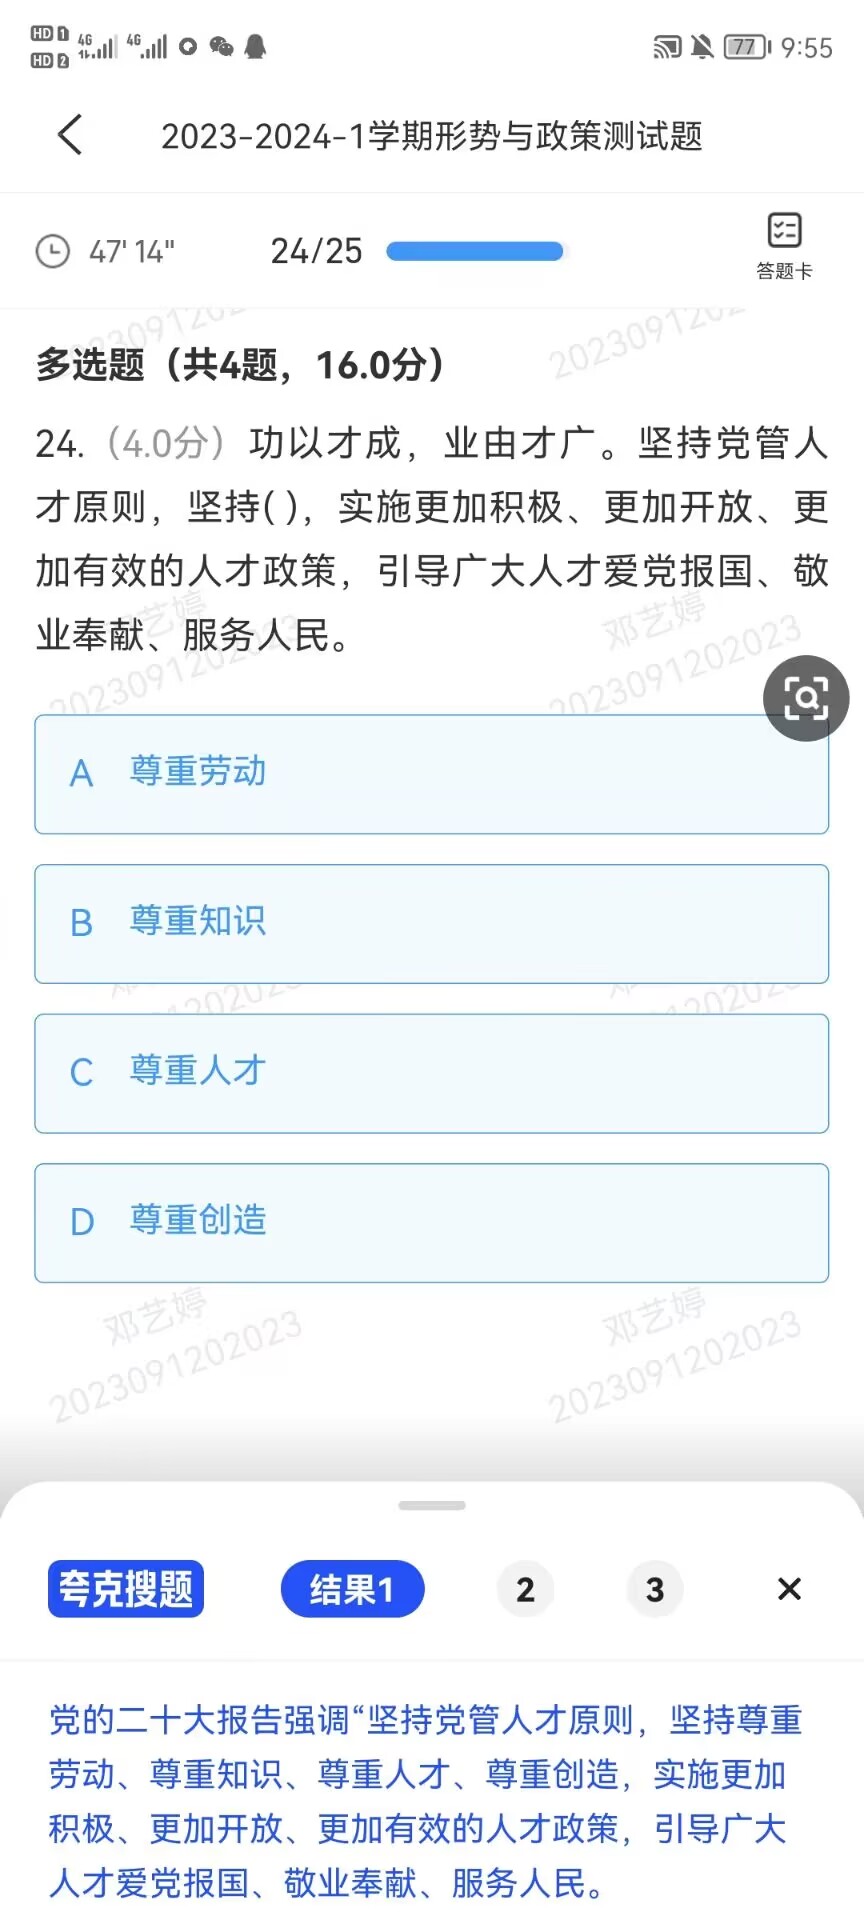 HD 1 4G 4G 77 9:55
HD 2
2023-2024-1学期形势与政策测试题
47' 14" 24/25
答题卡
多选题（共4题，16.0分）
24.（4.0分）功以才成，业由才广。坚持党管人
才原则，坚持( )，实施更加积极、更加开放、更
加有效的人才政策，引导广大人才爱党报国、敬
业奉献、服务人民。
邓艺婷 邓艺婷
202309120202023 202309120202023
A 尊重劳动
B 尊重知识
C 尊重人才
D 尊重创造
邓艺婷 邓艺婷
2023091202023 2023091202023
夸克搜题 结果1 2 3
党的二十大报告强调“坚持党管人才原则，坚持尊重
劳动、尊重知识、尊重人才、尊重创造，实施更加
积极、更加开放、更加有效的人才政策，引导广大
人才爱党报国、敬业奉献、服务人民。